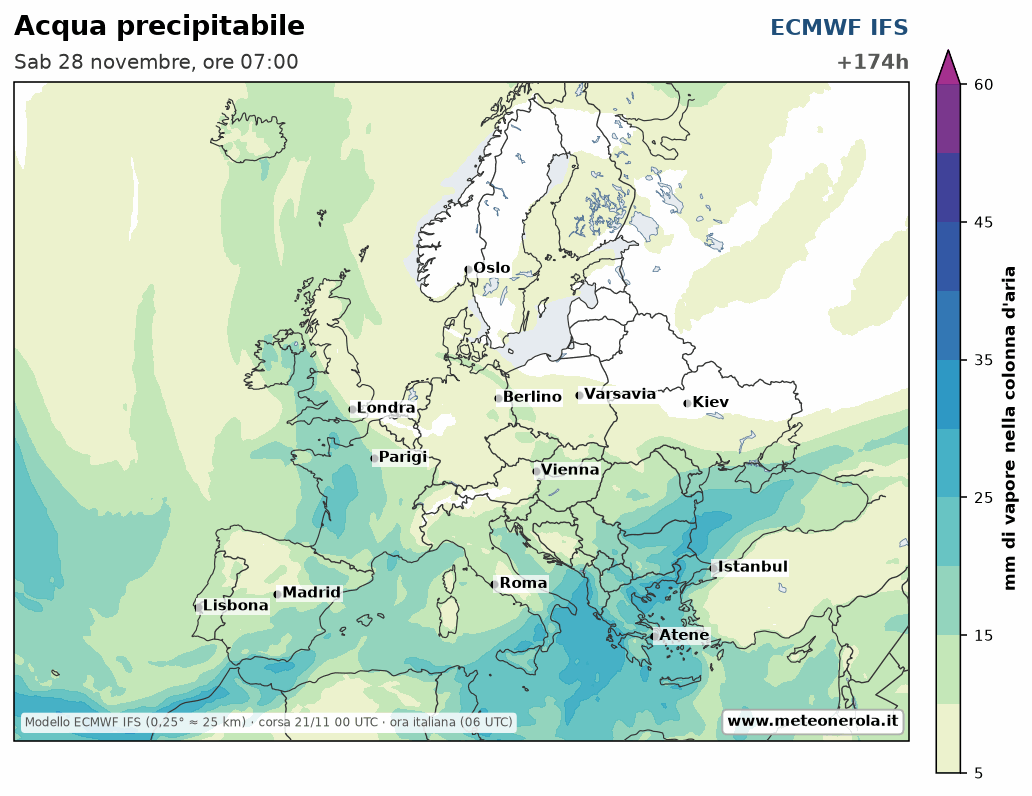 Acqua precipitabile
ECMWF IFS
Sab 28 novembre, ore 07:00
+174h
60
45
35
25
15
5
mm di vapore nella colonna d'aria
Oslo
Londra
Berlino
Varsavia
Kiev
Parigi
Vienna
Madrid
Lisbona
Roma
Istanbul
Atene
Modello ECMWF IFS (0,25° ≈ 25 km) · corsa 21/11 00 UTC · ora italiana (06 UTC)
www.meteonerola.it